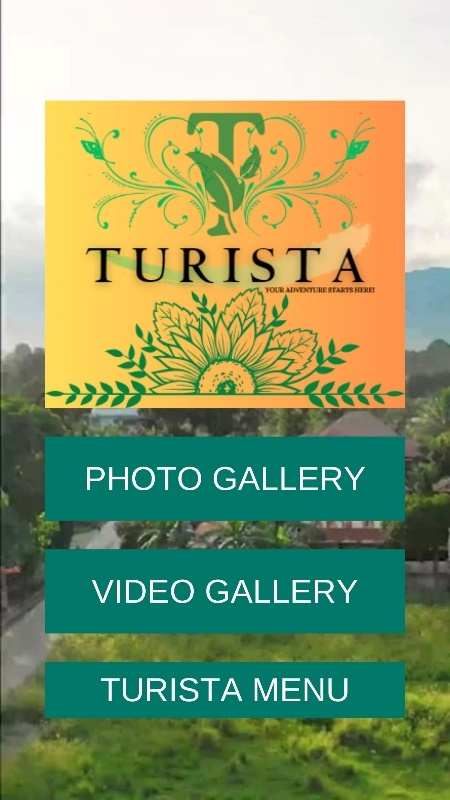 T
TURISTA
YOUR ADVENTURE STARTS HERE!
PHOTO GALLERY
VIDEO GALLERY
TURISTA MENU